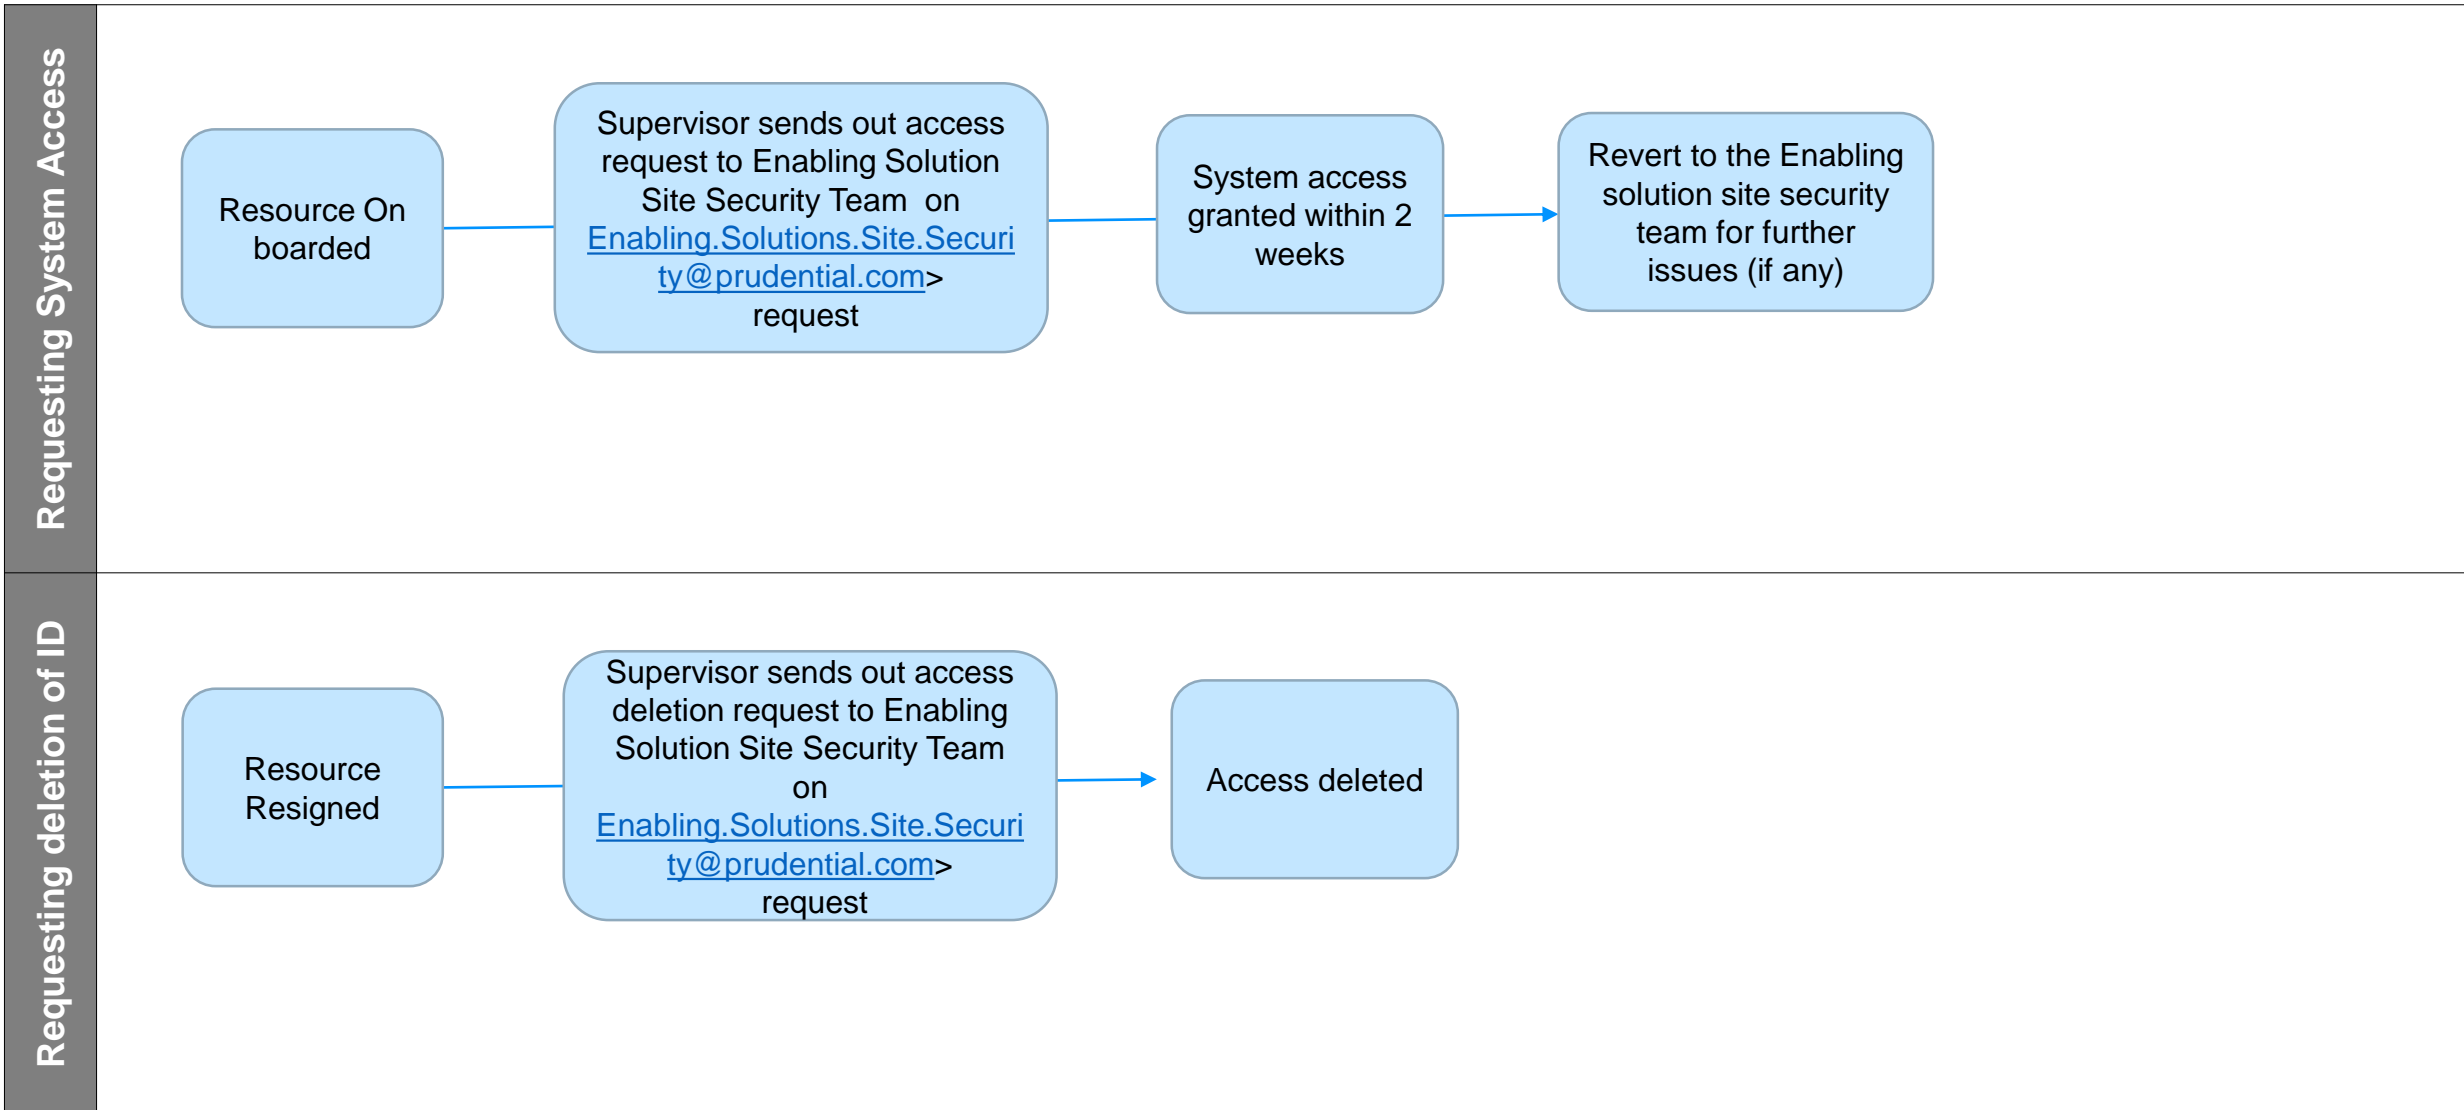 Requesting System Access
Resource On
boarded
Supervisor sends out access
request to Enabling Solution
Site Security Team  on
Enabling.Solutions.Site.Securi
ty@prudential.com>
request
System access
granted within 2
weeks
Revert to the Enabling
solution site security
team for further
issues (if any)
Requesting deletion of ID
Resource
Resigned
Supervisor sends out access
deletion request to Enabling
Solution Site Security Team
on
Enabling.Solutions.Site.Securi
ty@prudential.com>
request
Access deleted